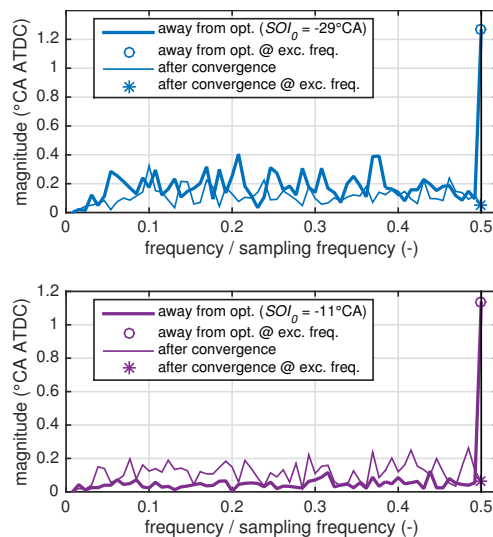 away from opt. (SOI_0 = -29°CA)
away from opt. @ exc. freq.
after convergence
after convergence @ exc. freq.
magnitude (°CA ATDC)
1.2
1
0.8
0.6
0.4
0.2
0
0 0.1 0.2 0.3 0.4 0.5
frequency / sampling frequency (-)
away from opt. (SOI_0 = -11°CA)
away from opt. @ exc. freq.
after convergence
after convergence @ exc. freq.
magnitude (°CA ATDC)
1.2
1
0.8
0.6
0.4
0.2
0
0 0.1 0.2 0.3 0.4 0.5
frequency / sampling frequency (-)